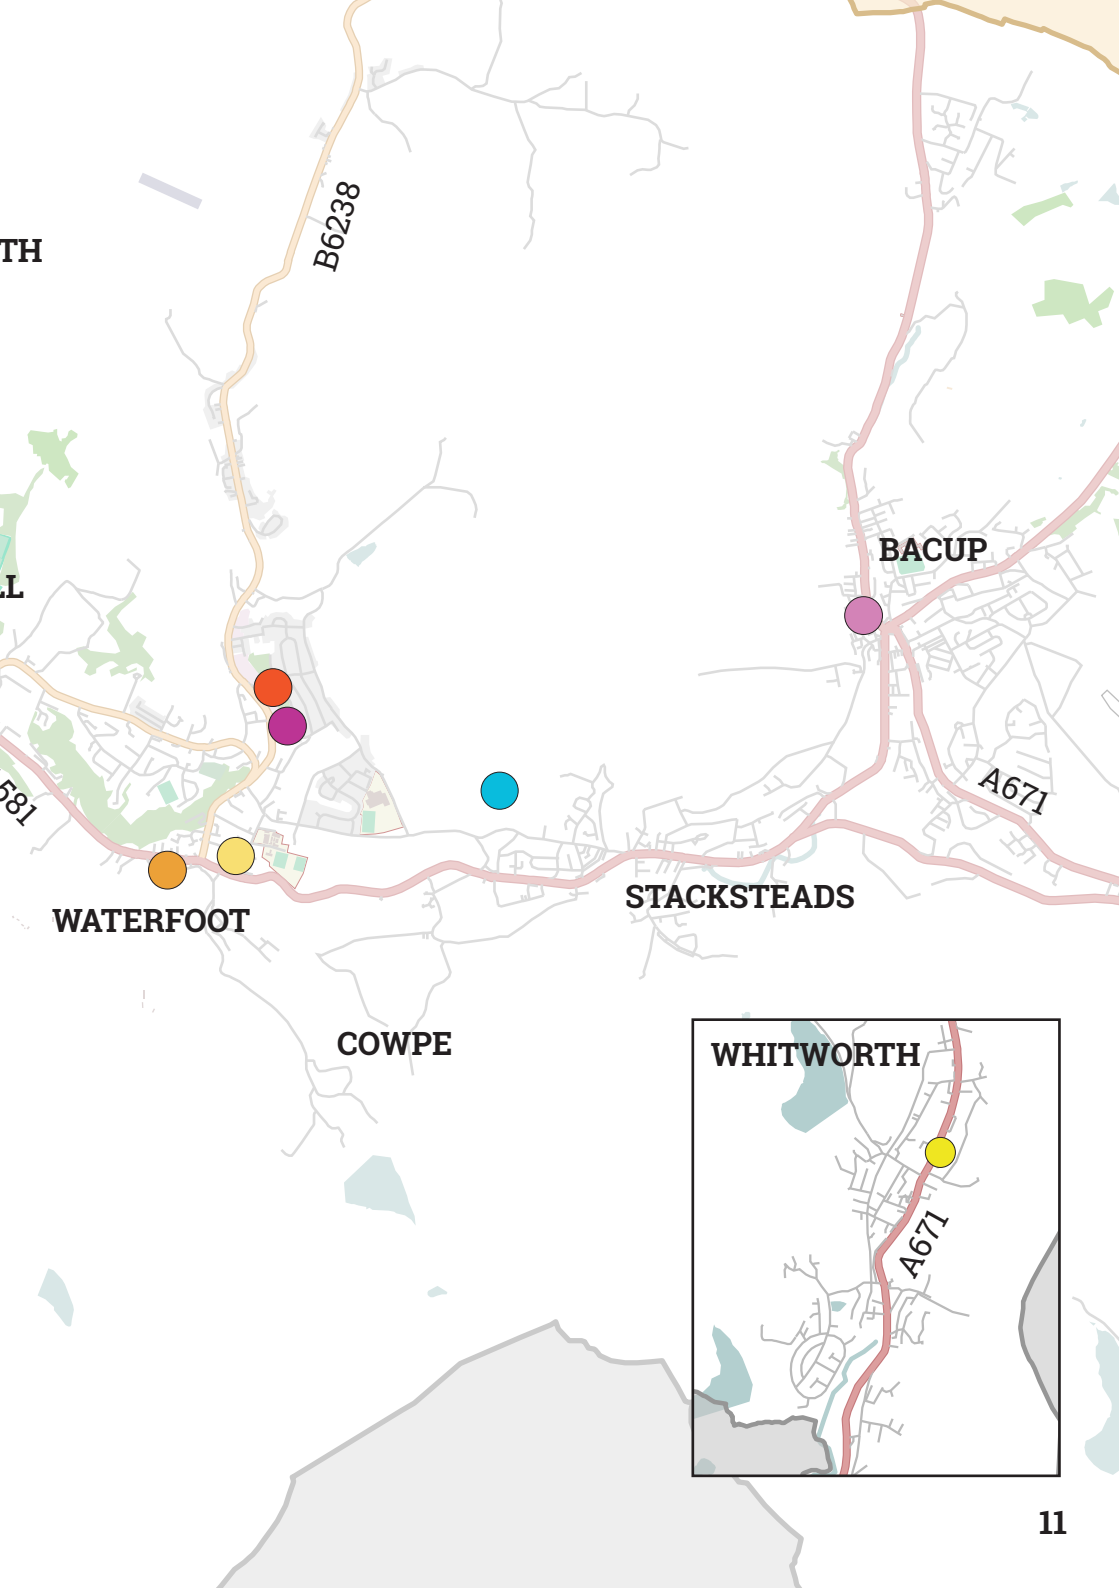 B6238
TH
BACUP
LL
A671
581
STACKSTEADS
WATERFOOT
COWPE
WHITWORTH
A671
11